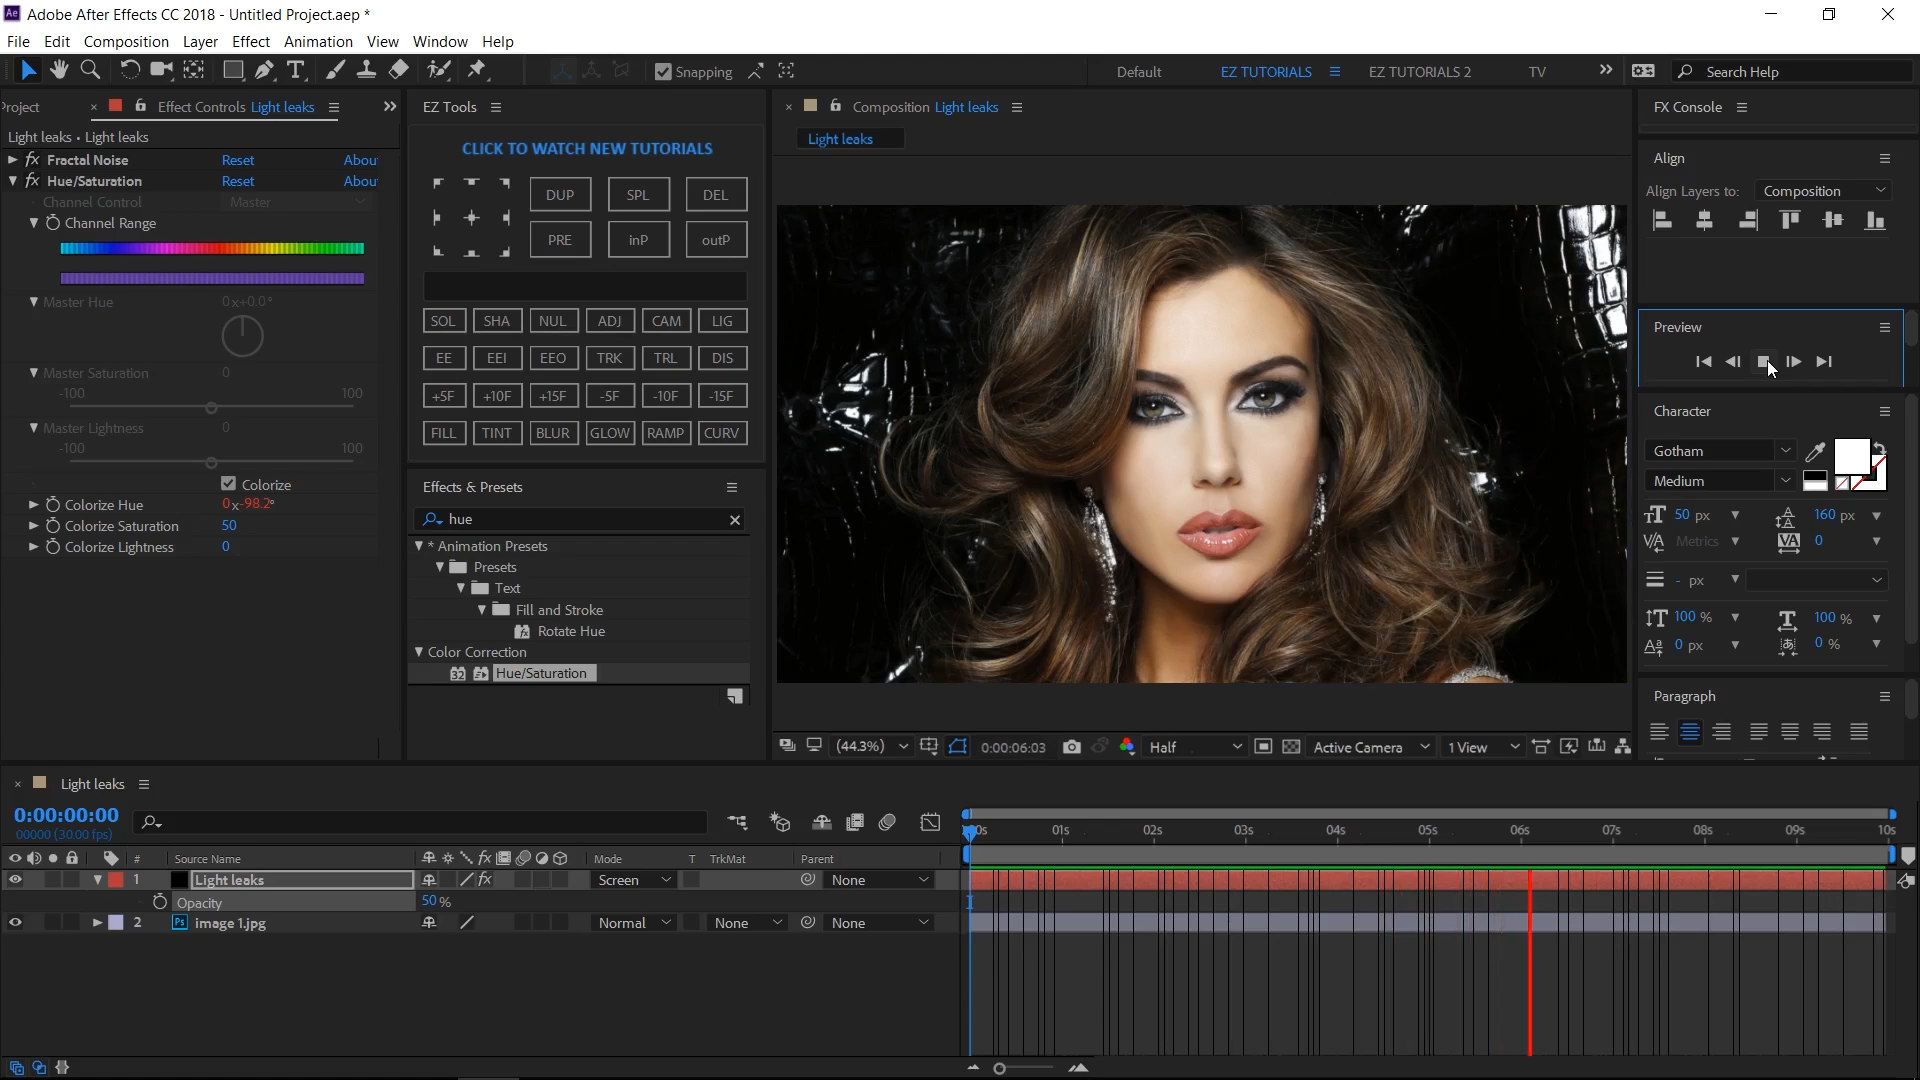 Ae Adobe After Effects CC 2018 - Untitled Project.aep *
File Edit Composition Layer Effect Animation View Window Help
T Snapping Default EZ TUTORIALS EZ TUTORIALS 2 TV Search Help
roject × Effect Controls Light leaks
Light leaks • Light leaks
fx Fractal Noise Reset Abou
fx Hue/Saturation Reset Abou
Channel Control Master
Channel Range
Master Hue 0x+0.0°
Master Saturation 0
-100 100
Master Lightness 0
-100 100
Colorize
Colorize Hue 0x-98.2°
Colorize Saturation 50
Colorize Lightness 0
EZ Tools
CLICK TO WATCH NEW TUTORIALS
DUP SPL DEL
PRE inP outP
SOL SHA NUL ADJ CAM LIG
EE EEI EEO TRK TRL DIS
+5F +10F +15F -5F -10F -15F
FILL TINT BLUR GLOW RAMP CURV
Effects & Presets
hue
* Animation Presets
Presets
Text
Fill and Stroke
Rotate Hue
Color Correction
32 Hue/Saturation
× Composition Light leaks
Light leaks
(44.3%) 0:00:06:03 Half Active Camera 1 View
FX Console
Align
Align Layers to: Composition
Preview
Character
Gotham
Medium
50 px 160 px
Metrics 0
- px
100 % 100 %
0 px 0 %
Paragraph
× Light leaks
0:00:00:00
00000 (30.00 fps)
# Source Name fx Mode T TrkMat Parent
1 Light leaks fx Screen None
Opacity 50 %
2 Ps image 1.jpg Normal None None
0s 01s 02s 03s 04s 05s 06s 07s 08s 09s 10s